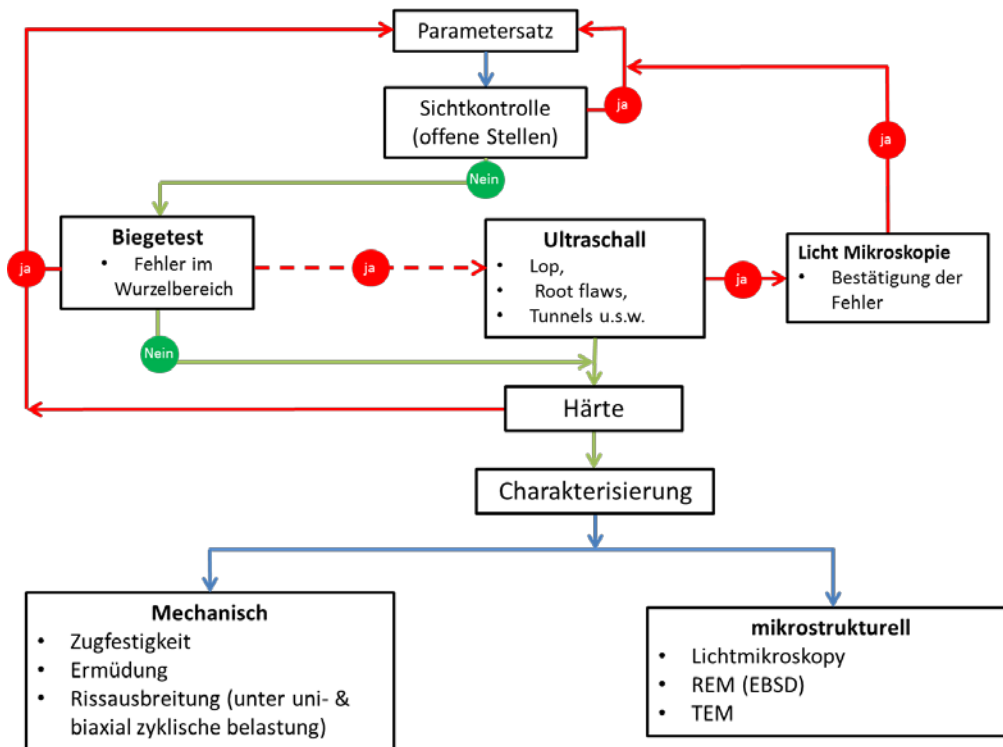 Parametersatz
Sichtkontrolle
(offene Stellen)
ja
ja
Nein
Biegetest
• Fehler im
Wurzelbereich
ja
ja
Ultraschall
• Lop,
• Root flaws,
• Tunnels u.s.w.
ja
Licht Mikroskopie
• Bestätigung der
Fehler
Nein
Härte
Charakterisierung
Mechanisch
• Zugfestigkeit
• Ermüdung
• Rissausbreitung (unter uni- &
biaxial zyklische belastung)
mikrostrukturell
• Lichtmikroskopy
• REM (EBSD)
• TEM